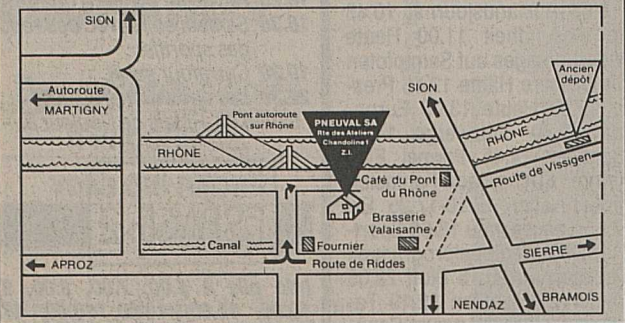 SION
Autoroute
MARTIGNY
Pont autoroute
sur Rhône
RHÔNE
PNEUVAL SA
Rte des Ateliers
Chandoline 1
Z.I.
SION
Ancien
dépôt
RHÔNE
Route de Vissigen
Café du Pont
du Rhône
Brasserie
Valaisanne
Canal
Fournier
APROZ
Route de Riddes
SIERRE
NENDAZ
BRAMOIS